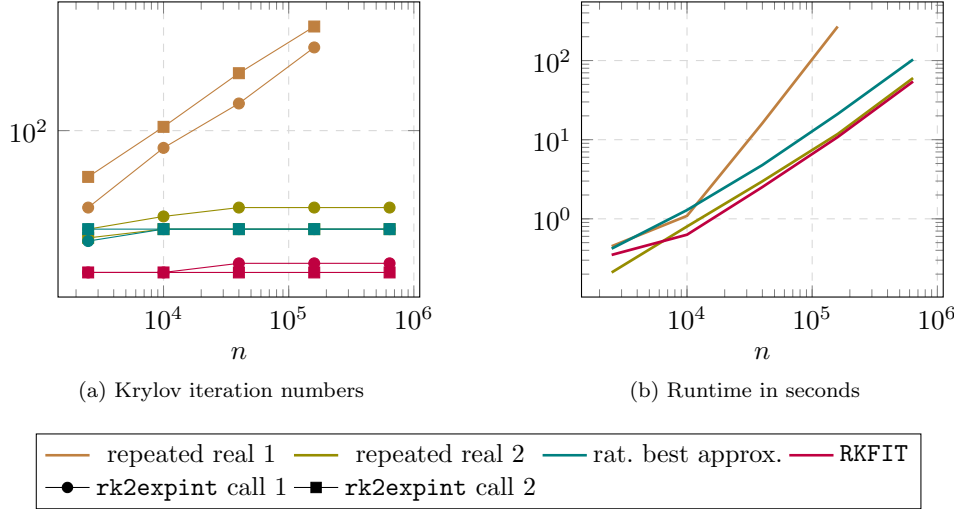 10^2
10^4 10^5 10^6
n
(a) Krylov iteration numbers
10^2
10^1
10^0
10^4 10^5 10^6
n
(b) Runtime in seconds
repeated real 1 repeated real 2 rat. best approx. RKFIT
rk2expint call 1 rk2expint call 2